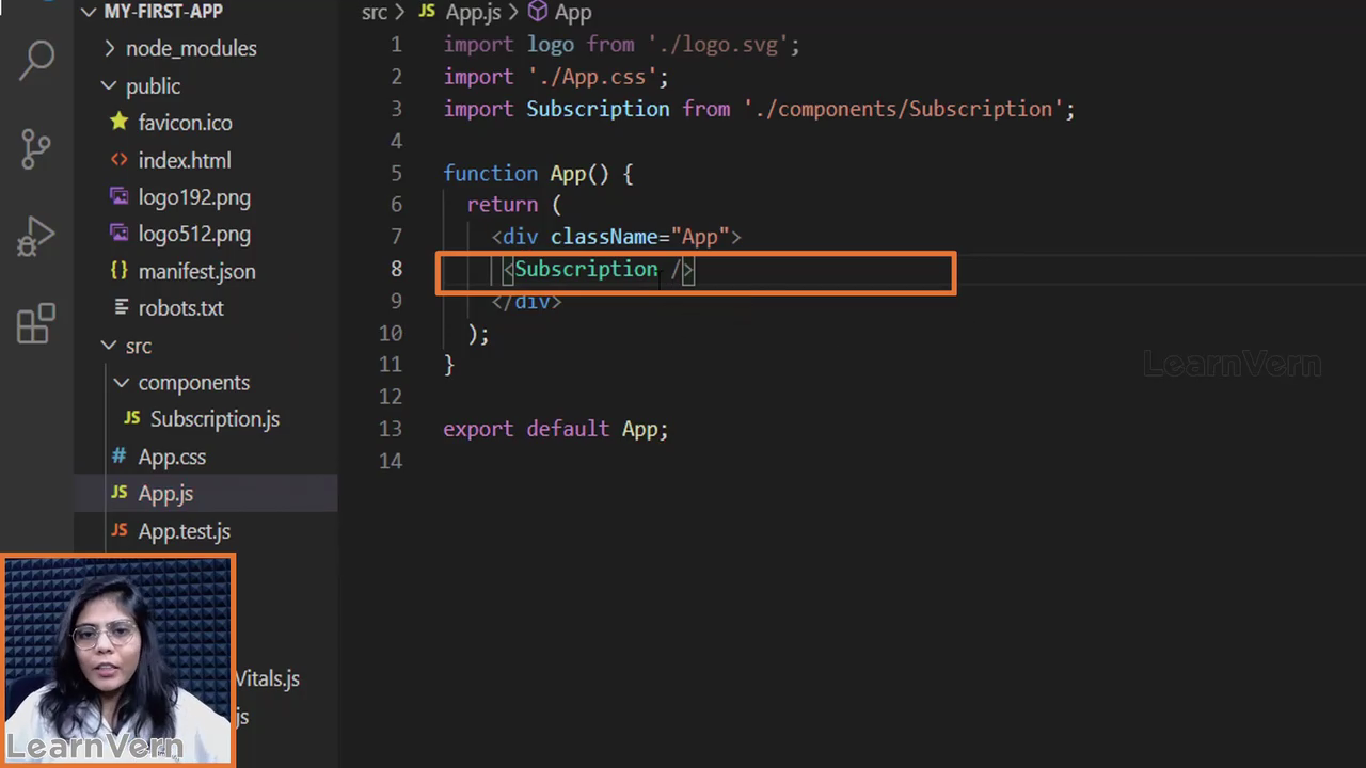 MY-FIRST-APP
node_modules
public
favicon.ico
<> index.html
logo192.png
logo512.png
{} manifest.json
robots.txt
src
components
JS Subscription.js
# App.css
JS App.js
JS App.test.js
Vitals.js
js
src > JS App.js > App
1 import logo from './logo.svg';
2 import './App.css';
3 import Subscription from './components/Subscription';
4
5 function App() {
6 return (
7 <div className="App">
8 <Subscription />
9 </div>
10 );
11 }
12
13 export default App;
14
LearnVern
LearnVern